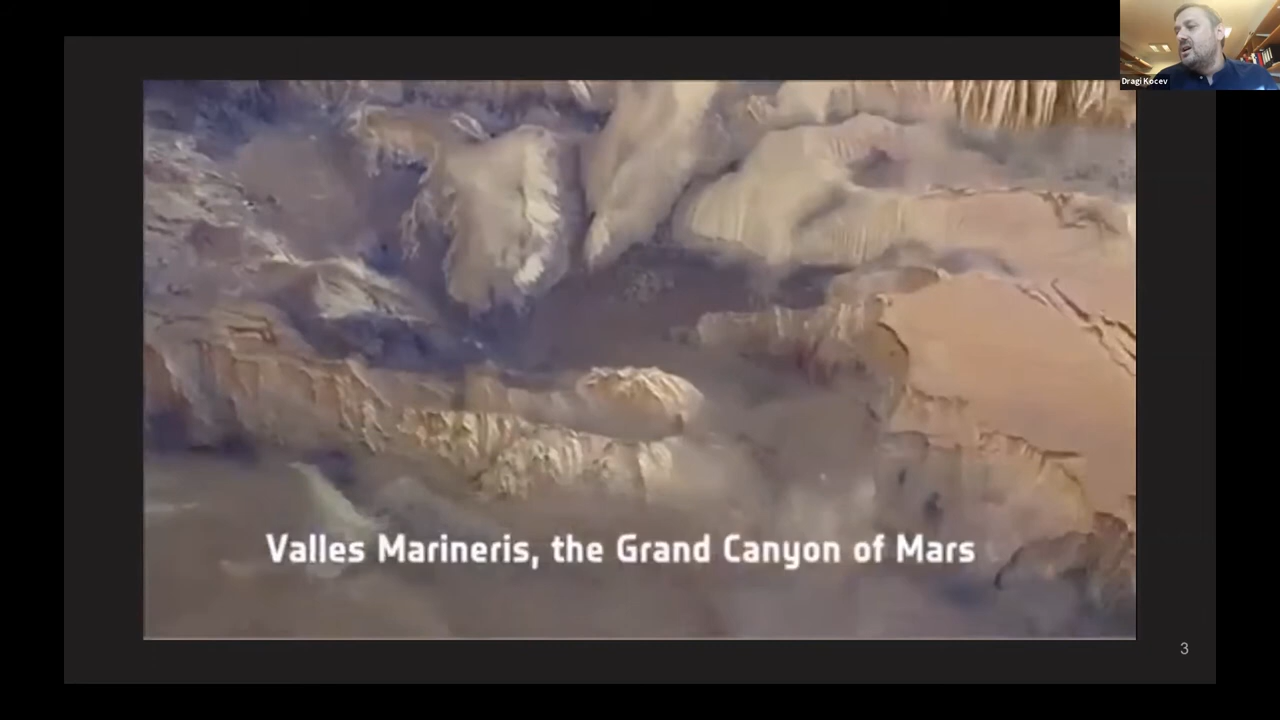 Dragi Kocev
Valles Marineris, the Grand Canyon of Mars
3